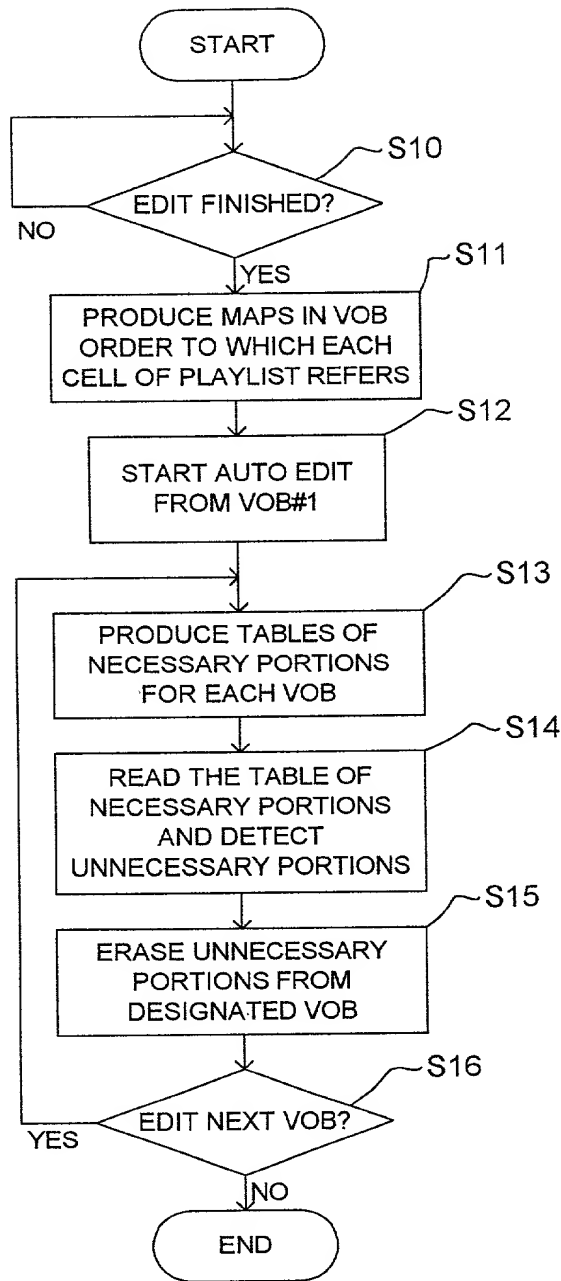 START
S10
EDIT FINISHED?
NO
YES
S11
PRODUCE MAPS IN VOB
ORDER TO WHICH EACH
CELL OF PLAYLIST REFERS
S12
START AUTO EDIT
FROM VOB#1
S13
PRODUCE TABLES OF
NECESSARY PORTIONS
FOR EACH VOB
S14
READ THE TABLE OF
NECESSARY PORTIONS
AND DETECT
UNNECESSARY PORTIONS
S15
ERASE UNNECESSARY
PORTIONS FROM
DESIGNATED VOB
S16
EDIT NEXT VOB?
YES
NO
END